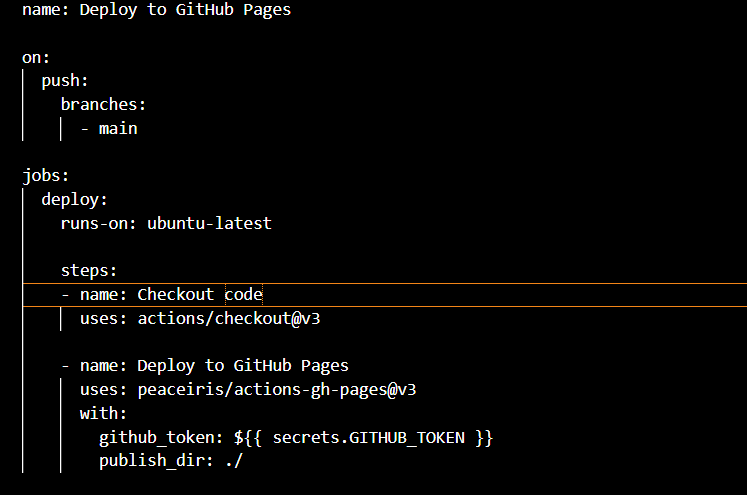 name: Deploy to GitHub Pages
on:
push:
branches:
- main
jobs:
deploy:
runs-on: ubuntu-latest
steps:
- name: Checkout code
uses: actions/checkout@v3
- name: Deploy to GitHub Pages
uses: peaceiris/actions-gh-pages@v3
with:
github_token: ${{ secrets.GITHUB_TOKEN }}
publish_dir: ./